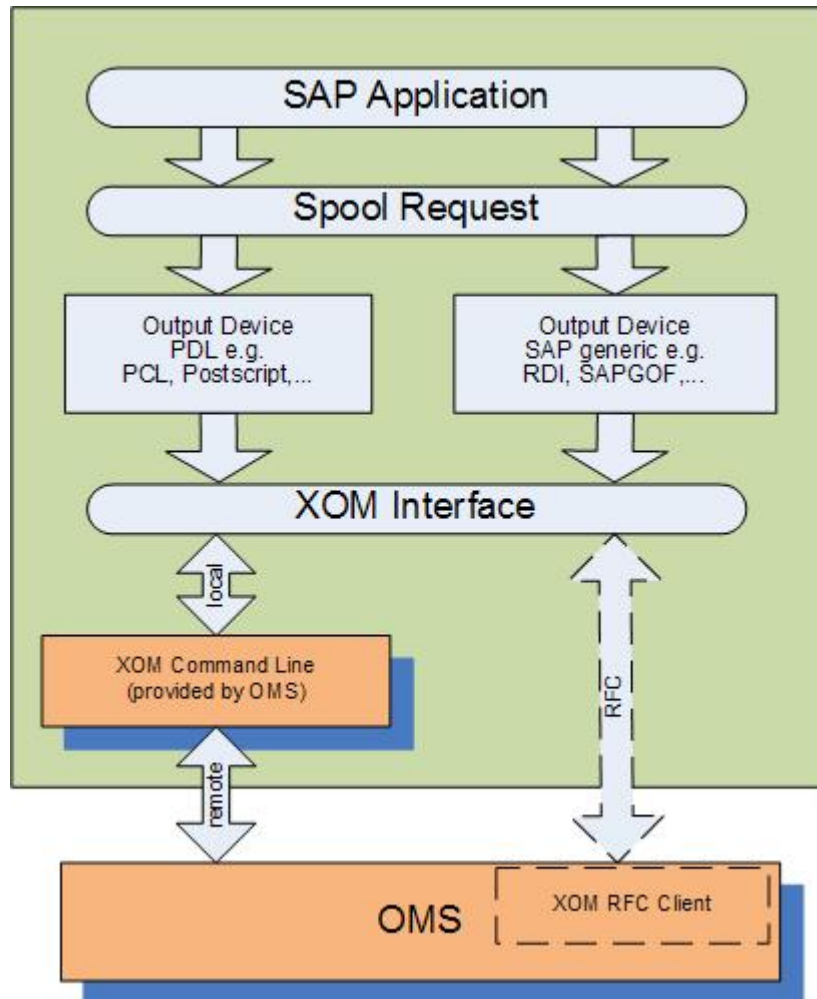 SAP Application
Spool Request
Output Device
PDL e.g.
PCL, Postscript,...
Output Device
SAP generic e.g.
RDI, SAPGOF,...
XOM Interface
local
XOM Command Line
(provided by OMS)
RFC
remote
OMS
XOM RFC Client